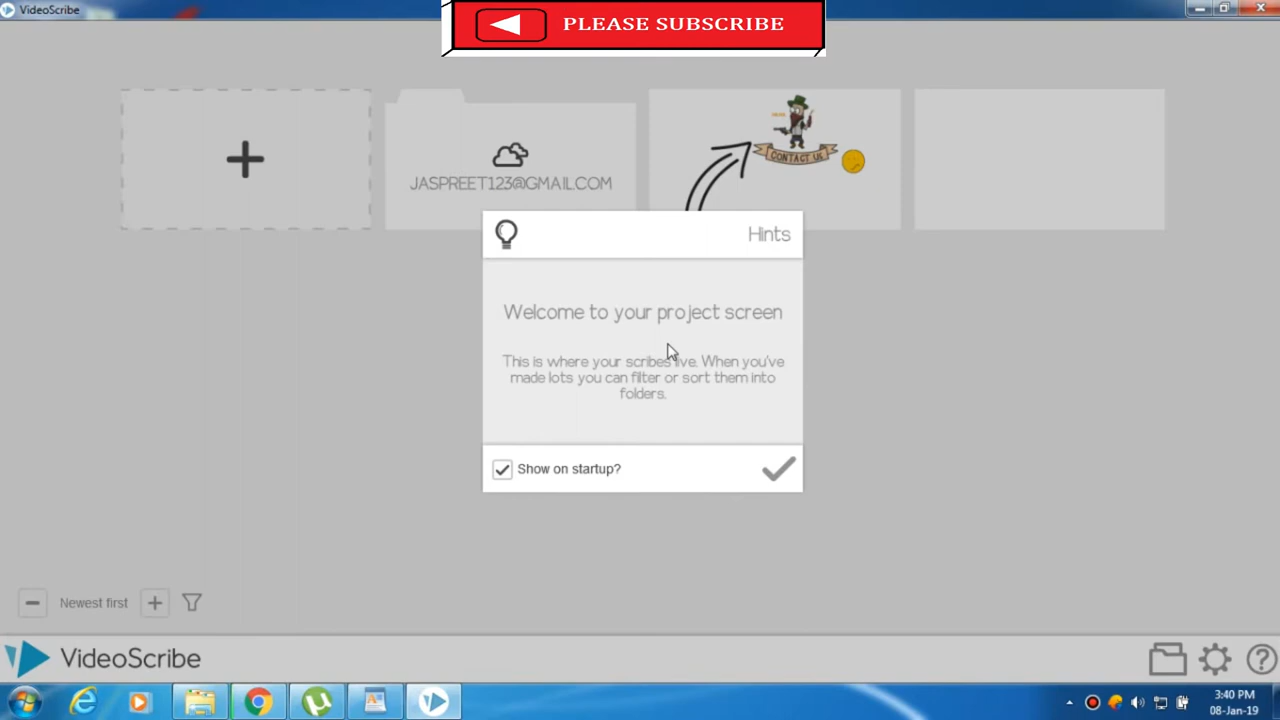 VideoScribe
PLEASE SUBSCRIBE
JASPREET123@GMAIL.COM
CONTACT US
Hints
Welcome to your project screen
This is where your scribes live. When you've
made lots you can filter or sort them into
folders.
Show on startup?
Newest first
VideoScribe
3:40 PM
08-Jan-19